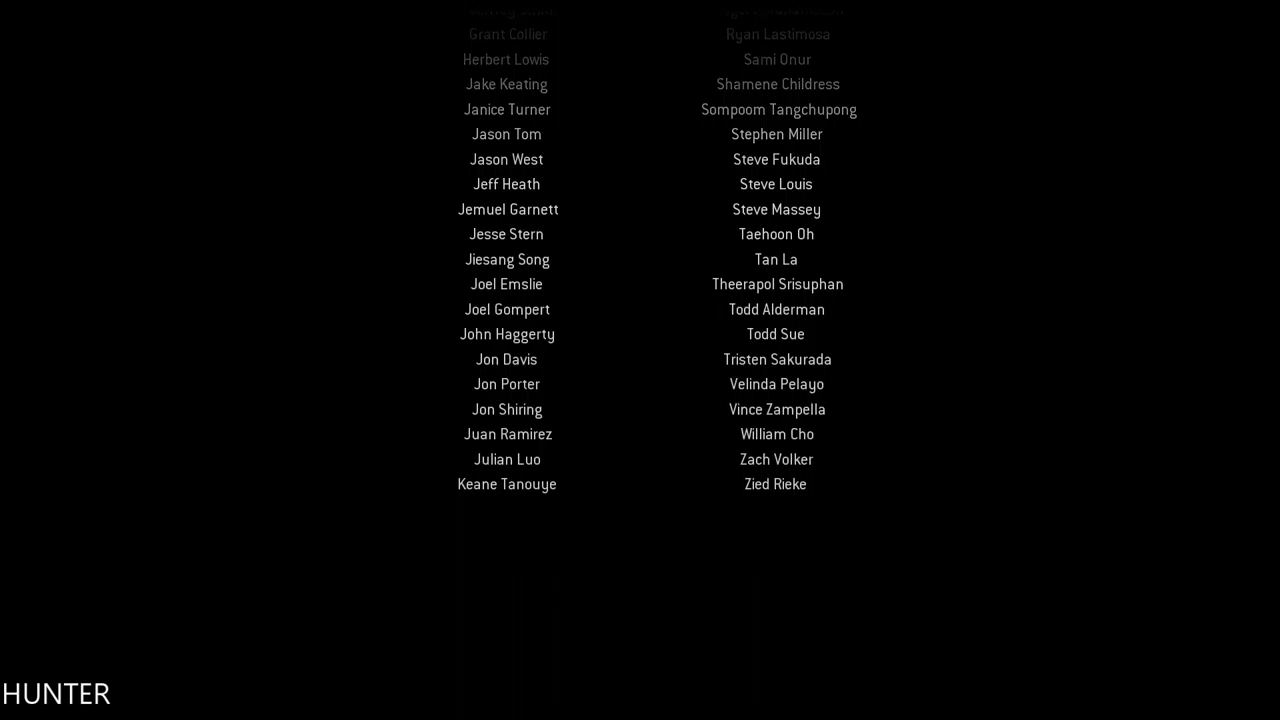 Grant Collier
Herbert Lowis
Jake Keating
Janice Turner
Jason Tom
Jason West
Jeff Heath
Jemuel Garnett
Jesse Stern
Jiesang Song
Joel Emslie
Joel Gompert
John Haggerty
Jon Davis
Jon Porter
Jon Shiring
Juan Ramirez
Julian Luo
Keane Tanouye
Ryan Lastimosa
Sami Onur
Shamene Childress
Sompoom Tangchupong
Stephen Miller
Steve Fukuda
Steve Louis
Steve Massey
Taehoon Oh
Tan La
Theerapol Srisuphan
Todd Alderman
Todd Sue
Tristen Sakurada
Velinda Pelayo
Vince Zampella
William Cho
Zach Volker
Zied Rieke
HUNTER